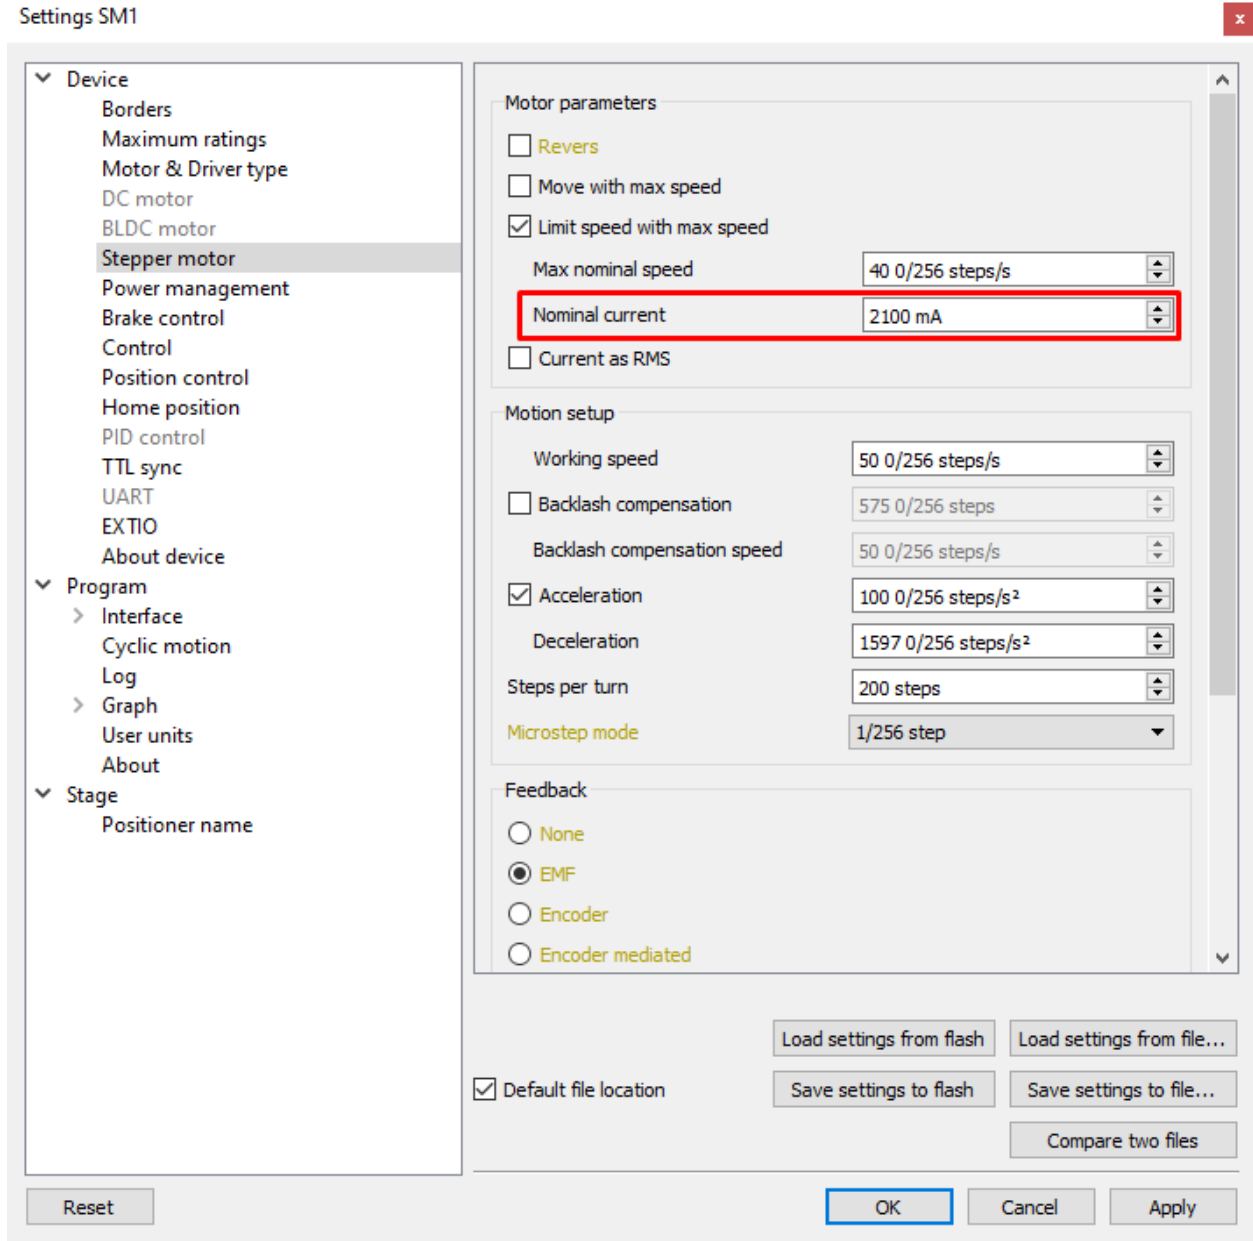 Settings SM1
x
Device
Borders
Maximum ratings
Motor & Driver type
DC motor
BLDC motor
Stepper motor
Power management
Brake control
Control
Position control
Home position
PID control
TTL sync
UART
EXTIO
About device
Program
Interface
Cyclic motion
Log
Graph
User units
About
Stage
Positioner name
Motor parameters
Revers
Move with max speed
Limit speed with max speed
Max nominal speed 40 0/256 steps/s
Nominal current 2100 mA
Current as RMS
Motion setup
Working speed 50 0/256 steps/s
Backlash compensation 575 0/256 steps
Backlash compensation speed 50 0/256 steps/s
Acceleration 100 0/256 steps/s²
Deceleration 1597 0/256 steps/s²
Steps per turn 200 steps
Microstep mode 1/256 step
Feedback
None
EMF
Encoder
Encoder mediated
Load settings from flash Load settings from file...
Default file location Save settings to flash Save settings to file...
Compare two files
Reset OK Cancel Apply